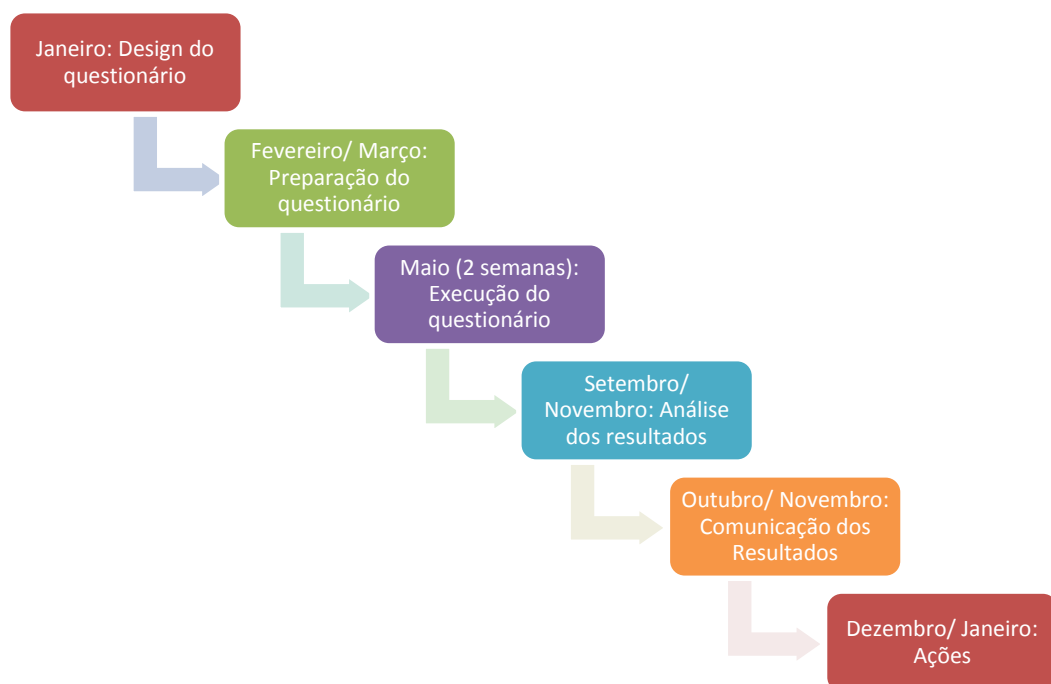 Janeiro: Design do
questionário
Fevereiro/ Março:
Preparação do
questionário
Maio (2 semanas):
Execução do
questionário
Setembro/
Novembro: Análise
dos resultados
Outubro/ Novembro:
Comunicação dos
Resultados
Dezembro/ Janeiro:
Ações